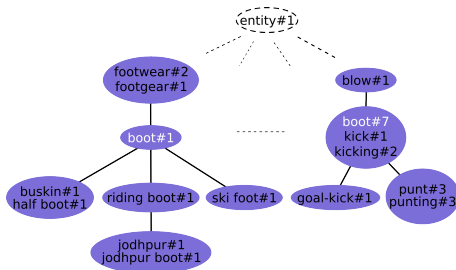 entity#1
footwear#2
footgear#1
blow#1
boot#1
boot#7
kick#1
kicking#2
buskin#1
half boot#1
riding boot#1
ski foot#1
goal-kick#1
punt#3
punting#3
jodhpur#1
jodhpur boot#1